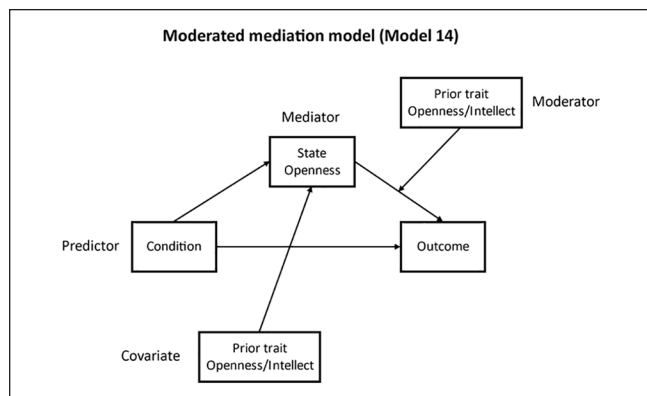 Moderated mediation model (Model 14)
Prior trait
Openness/Intellect
Moderator
Mediator
State
Openness
Predictor
Condition
Outcome
Covariate
Prior trait
Openness/Intellect